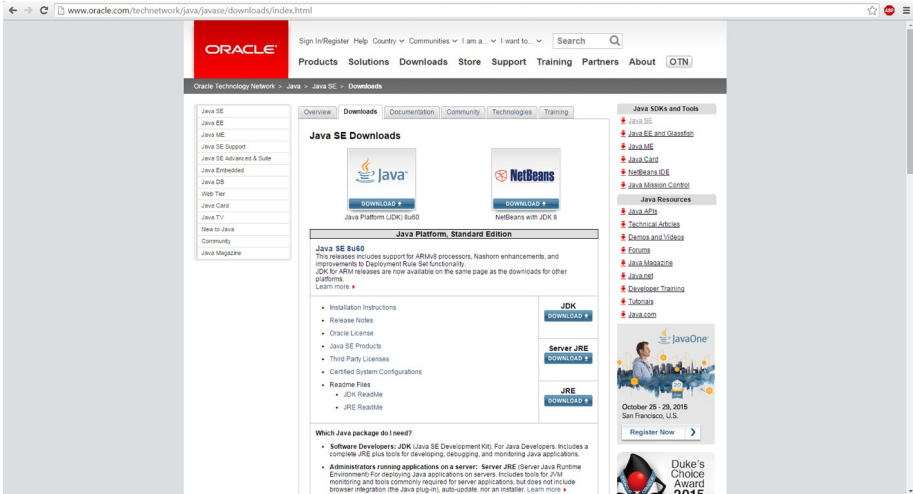 www.oracle.com/technetwork/java/javase/downloads/index.html
ABP
ORACLE
Sign In/Register Help Country Communities I am a... I want to... Search
Products Solutions Downloads Store Support Training Partners About OTN
Oracle Technology Network > Java > Java SE > Downloads
Java SE
Java EE
Java ME
Java SE Support
Java SE Advanced & Suite
Java Embedded
Java DB
Web Tier
Java Card
Java TV
New to Java
Community
Java Magazine
Overview Downloads Documentation Community Technologies Training
Java SE Downloads
Java
DOWNLOAD
Java Platform (JDK) 8u60
NetBeans
DOWNLOAD
NetBeans with JDK 8
Java Platform, Standard Edition
Java SE 8u60
This releases includes support for ARMv8 processors, Nashorn enhancements, and
improvements to Deployment Rule Set functionality.
JDK for ARM releases are now available on the same page as the downloads for other
platforms.
Learn more
• Installation Instructions
• Release Notes
• Oracle License
• Java SE Products
• Third Party Licenses
• Certified System Configurations
• Readme Files
• JDK ReadMe
• JRE ReadMe
JDK
DOWNLOAD
Server JRE
DOWNLOAD
JRE
DOWNLOAD
Which Java package do I need?
• Software Developers: JDK (Java SE Development Kit). For Java Developers. Includes a
complete JRE plus tools for developing, debugging, and monitoring Java applications.
• Administrators running applications on a server: Server JRE (Server Java Runtime
Environment) For deploying Java applications on servers. Includes tools for JVM
monitoring and tools commonly required for server applications, but does not include
browser integration (the Java plug-in), auto-update, nor an installer. Learn more
Java SDKs and Tools
Java SE
Java EE and Glassfish
Java ME
Java Card
NetBeans IDE
Java Mission Control
Java Resources
Java APIs
Technical Articles
Demos and Videos
Forums
Java Magazine
Java.net
Developer Training
Tutorials
Java.com
JavaOne
October 25 - 29, 2015
San Francisco, U.S.
Register Now
Duke's
Choice
Award
2015